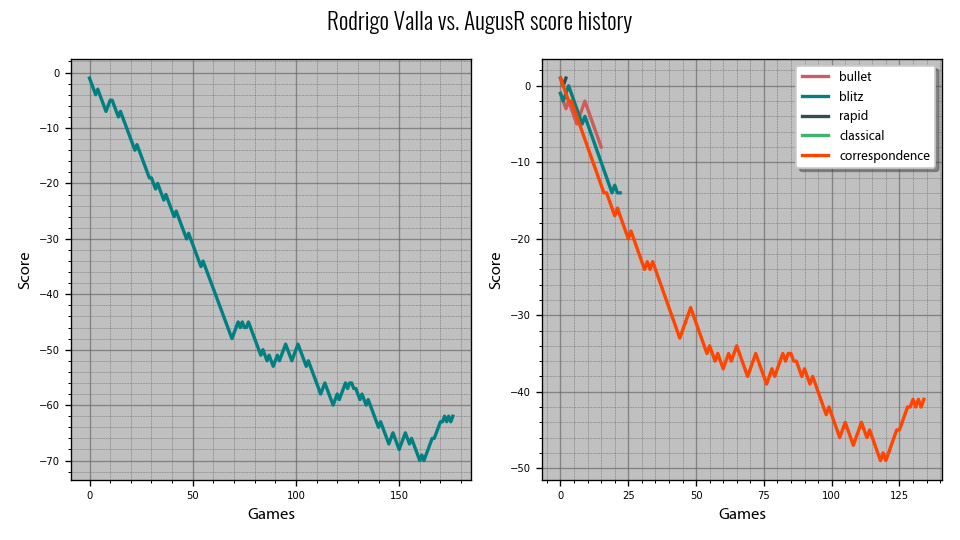 Rodrigo Valla vs. AugusR score history
0
−10
−20
−30
−40
−50
−60
−70
Score
0
50
100
150
Games
0
−10
−20
−30
−40
−50
Score
0
25
50
75
100
125
Games
bullet
blitz
rapid
classical
correspondence